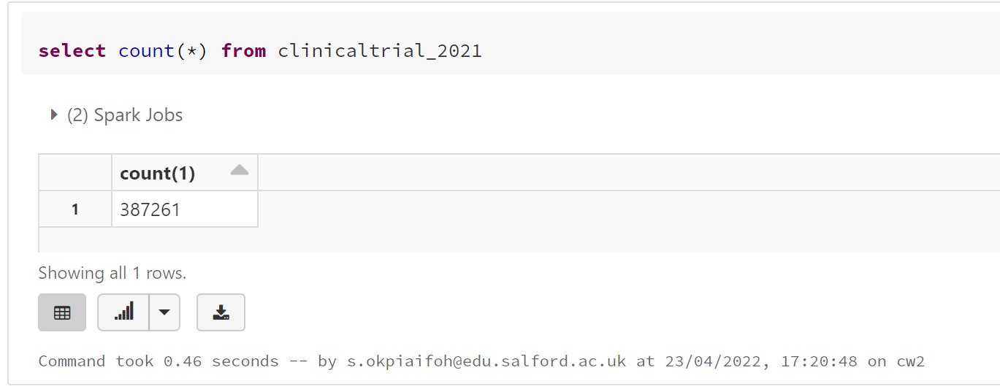 select count(*) from clinicaltrial_2021
(2) Spark Jobs
count(1)
1 387261
Showing all 1 rows.
Command took 0.46 seconds -- by s.okpiaifoh@edu.salford.ac.uk at 23/04/2022, 17:20:48 on cw2